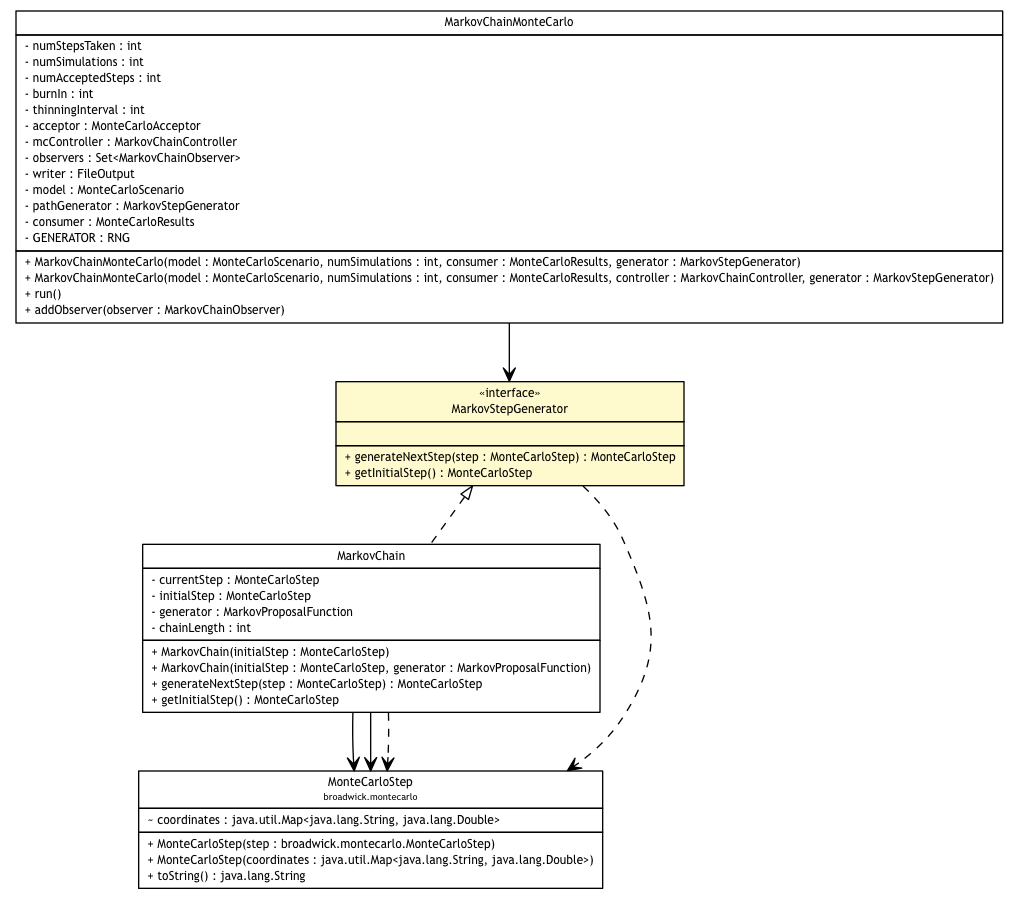 MarkovChainMonteCarlo
- numStepsTaken : int
- numSimulations : int
- numAcceptedSteps : int
- burnIn : int
- thinningInterval : int
- acceptor : MonteCarloAcceptor
- mcController : MarkovChainController
- observers : Set<MarkovChainObserver>
- writer : FileOutput
- model : MonteCarloScenario
- pathGenerator : MarkovStepGenerator
- consumer : MonteCarloResults
- GENERATOR : RNG
+ MarkovChainMonteCarlo(model : MonteCarloScenario, numSimulations : int, consumer : MonteCarloResults, generator : MarkovStepGenerator)
+ MarkovChainMonteCarlo(model : MonteCarloScenario, numSimulations : int, consumer : MonteCarloResults, controller : MarkovChainController, generator : MarkovStepGenerator)
+ run()
+ addObserver(observer : MarkovChainObserver)
«interface»
MarkovStepGenerator
+ generateNextStep(step : MonteCarloStep) : MonteCarloStep
+ getInitialStep() : MonteCarloStep
MarkovChain
- currentStep : MonteCarloStep
- initialStep : MonteCarloStep
- generator : MarkovProposalFunction
- chainLength : int
+ MarkovChain(initialStep : MonteCarloStep)
+ MarkovChain(initialStep : MonteCarloStep, generator : MarkovProposalFunction)
+ generateNextStep(step : MonteCarloStep) : MonteCarloStep
+ getInitialStep() : MonteCarloStep
MonteCarloStep
broadwick.montecarlo
~ coordinates : java.util.Map<java.lang.String, java.lang.Double>
+ MonteCarloStep(step : broadwick.montecarlo.MonteCarloStep)
+ MonteCarloStep(coordinates : java.util.Map<java.lang.String, java.lang.Double>)
+ toString() : java.lang.String